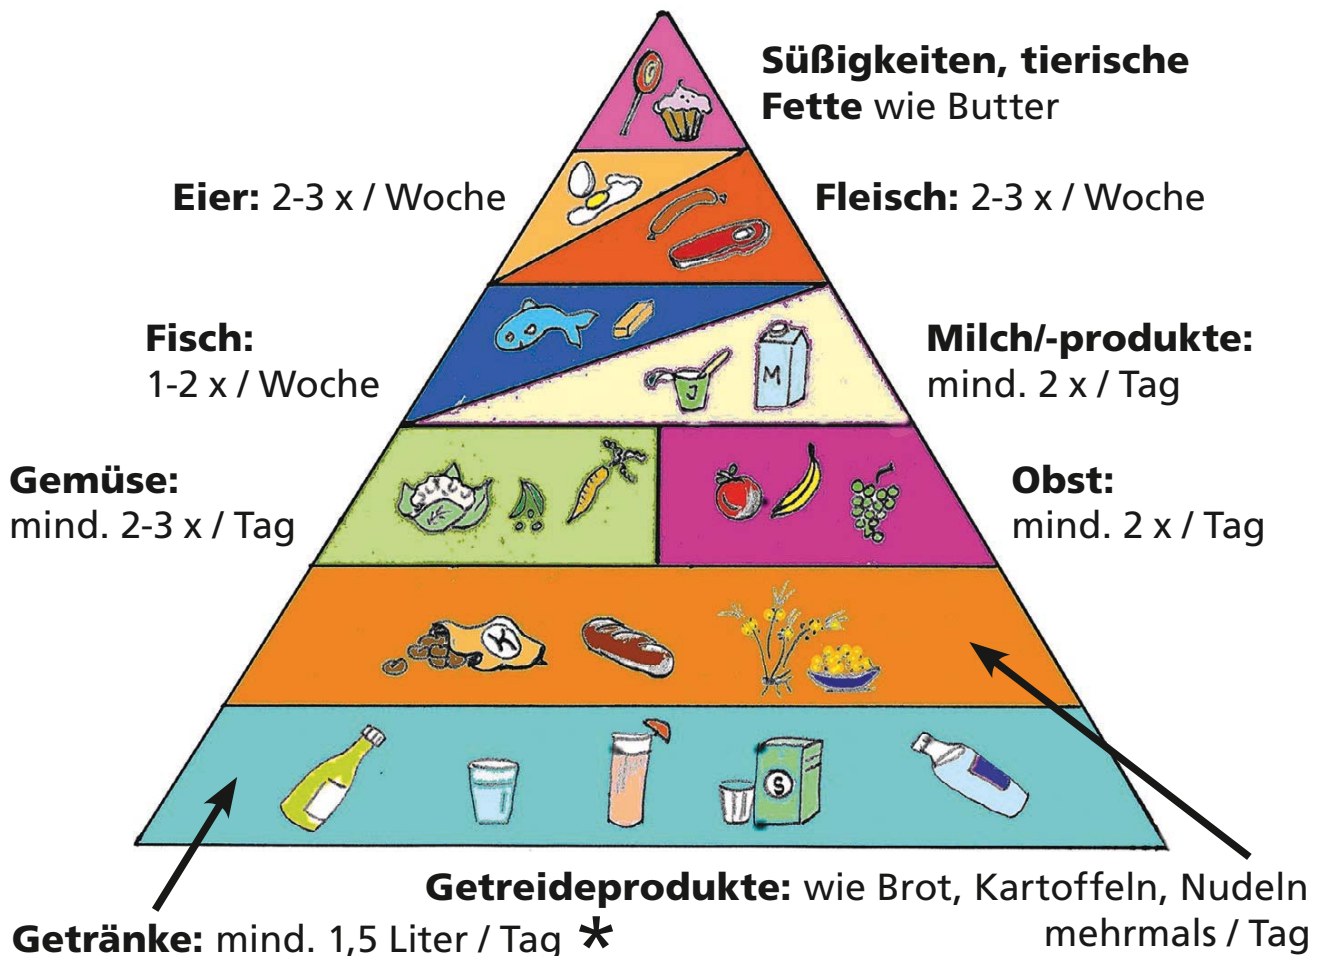 Süßigkeiten, tierische
Fette wie Butter
Eier: 2-3 x / Woche
Fleisch: 2-3 x / Woche
Fisch:
1-2 x / Woche
Milch/-produkte:
mind. 2 x / Tag
J
M
Gemüse:
mind. 2-3 x / Tag
Obst:
mind. 2 x / Tag
K
S
Getreideprodukte: wie Brot, Kartoffeln, Nudeln
mehrmals / Tag
Getränke: mind. 1,5 Liter / Tag *